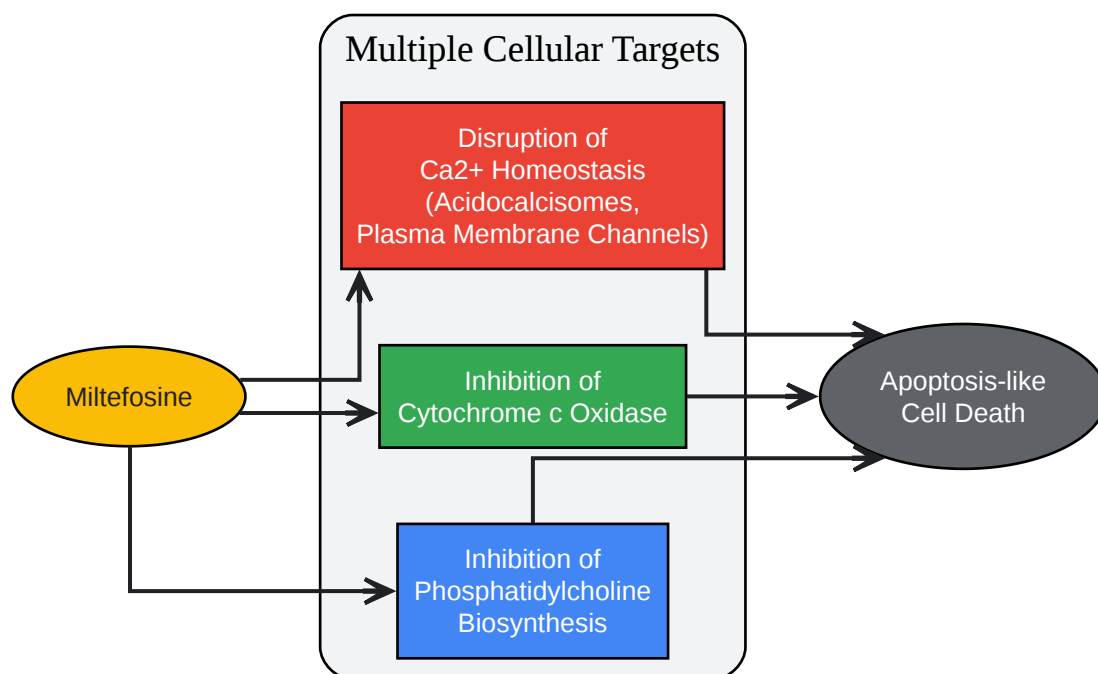 Multiple Cellular Targets
Disruption of
Ca2+ Homeostasis
(Acidocalcisomes,
Plasma Membrane Channels)
Miltefosine
Inhibition of
Cytochrome c Oxidase
Apoptosis-like
Cell Death
Inhibition of
Phosphatidylcholine
Biosynthesis